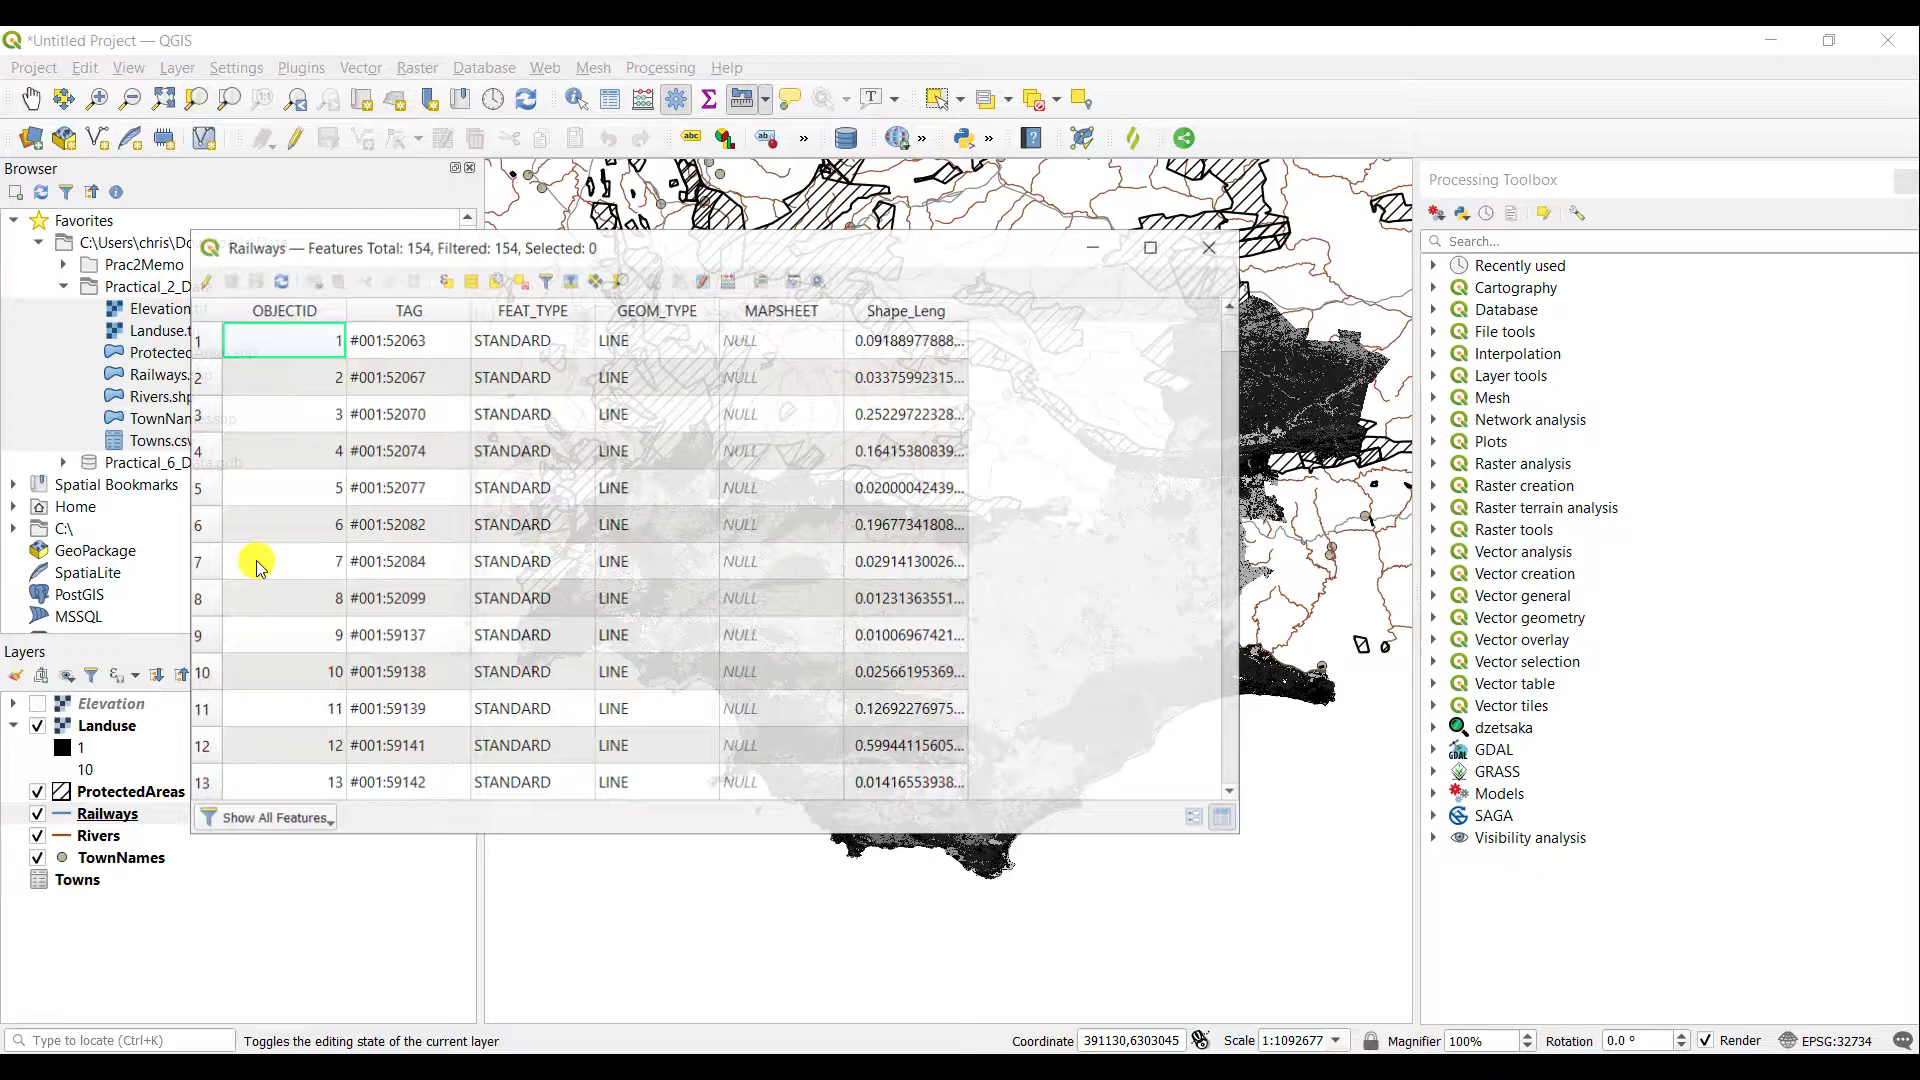 *Untitled Project — QGIS
Project Edit View Layer Settings Plugins Vector Raster Database Web Mesh Processing Help
Browser
Favorites
C:\Users\chris\Do
Prac2Memo
Practical_2_D
Elevation
Landuse.t
Protected
Railways.
Rivers.shp
TownNam
Towns.csv
Practical_6_Data.gdb
Spatial Bookmarks
Home
C:\
GeoPackage
SpatiaLite
PostGIS
MSSQL
Layers
Elevation
Landuse
1
10
ProtectedAreas
Railways
Rivers
TownNames
Towns
Railways — Features Total: 154, Filtered: 154, Selected: 0
OBJECTID TAG FEAT_TYPE GEOM_TYPE MAPSHEET Shape_Leng
1 1 #001:52063 STANDARD LINE NULL 0.09188977888...
2 2 #001:52067 STANDARD LINE NULL 0.03375992315...
3 3 #001:52070 STANDARD LINE NULL 0.25229722328...
4 4 #001:52074 STANDARD LINE NULL 0.16415380839...
5 5 #001:52077 STANDARD LINE NULL 0.02000042439...
6 6 #001:52082 STANDARD LINE NULL 0.19677341808...
7 7 #001:52084 STANDARD LINE NULL 0.02914130026...
8 8 #001:52099 STANDARD LINE NULL 0.01231363551...
9 9 #001:59137 STANDARD LINE NULL 0.01006967421...
10 10 #001:59138 STANDARD LINE NULL 0.02566195369...
11 11 #001:59139 STANDARD LINE NULL 0.12692276975...
12 12 #001:59141 STANDARD LINE NULL 0.59944115605...
13 13 #001:59142 STANDARD LINE NULL 0.01416553938...
Show All Features
Processing Toolbox
Search...
Recently used
Cartography
Database
File tools
Interpolation
Layer tools
Mesh
Network analysis
Plots
Raster analysis
Raster creation
Raster terrain analysis
Raster tools
Vector analysis
Vector creation
Vector general
Vector geometry
Vector overlay
Vector selection
Vector table
Vector tiles
dzetsaka
GDAL
GRASS
Models
SAGA
Visibility analysis
Type to locate (Ctrl+K) Toggles the editing state of the current layer Coordinate 391130,6303045 Scale 1:1092677 Magnifier 100% Rotation 0.0 ° Render EPSG:32734